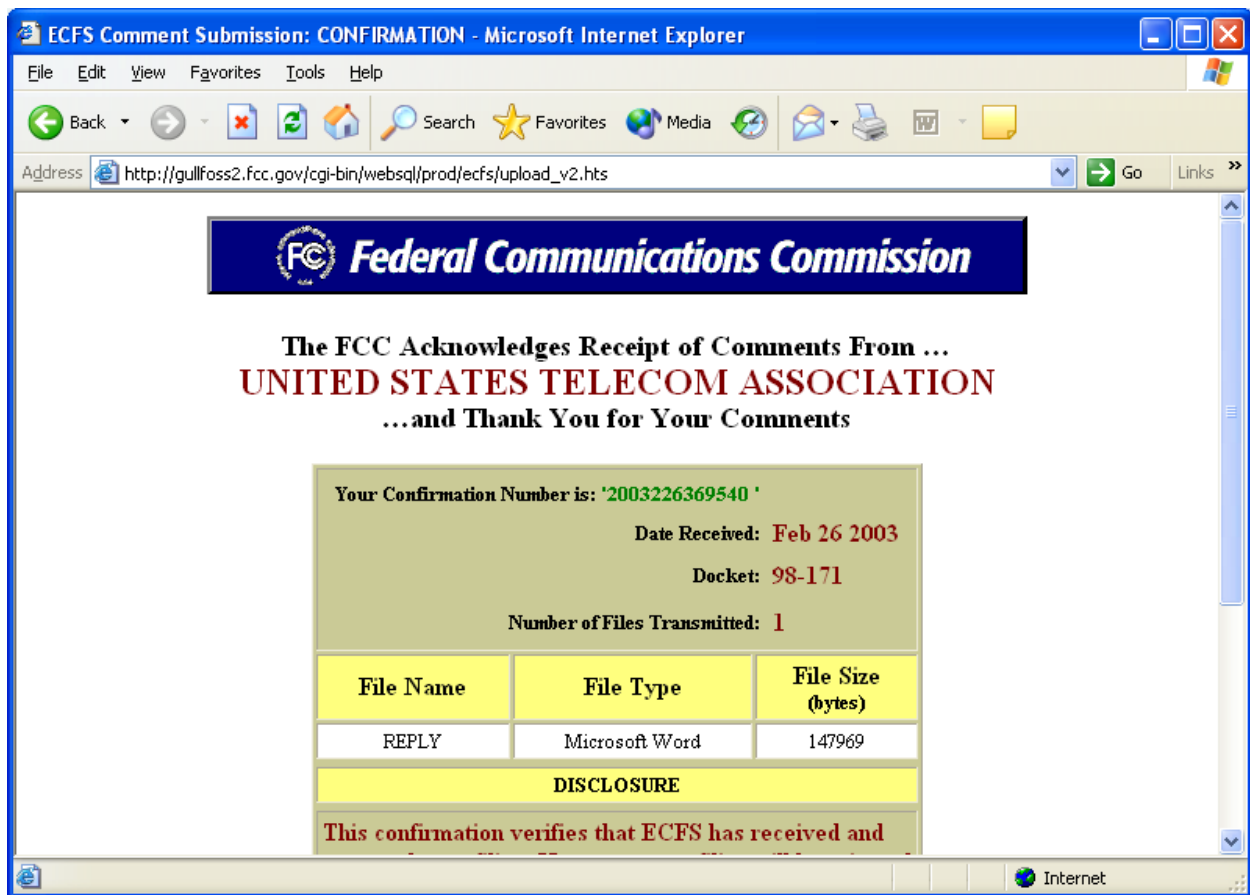 ECFS Comment Submission: CONFIRMATION - Microsoft Internet Explorer
File Edit View Favorites Tools Help
Back Search Favorites Media
Address http://gullfoss2.fcc.gov/cgi-bin/websql/prod/ecfs/upload_v2.hts Go Links »
FCC Federal Communications Commission
The FCC Acknowledges Receipt of Comments From ...
UNITED STATES TELECOM ASSOCIATION
...and Thank You for Your Comments
Your Confirmation Number is: '2003226369540 '
Date Received: Feb 26 2003
Docket: 98-171
Number of Files Transmitted: 1
File Name File Type File Size
(bytes)
REPLY Microsoft Word 147969
DISCLOSURE
This confirmation verifies that ECFS has received and
Internet